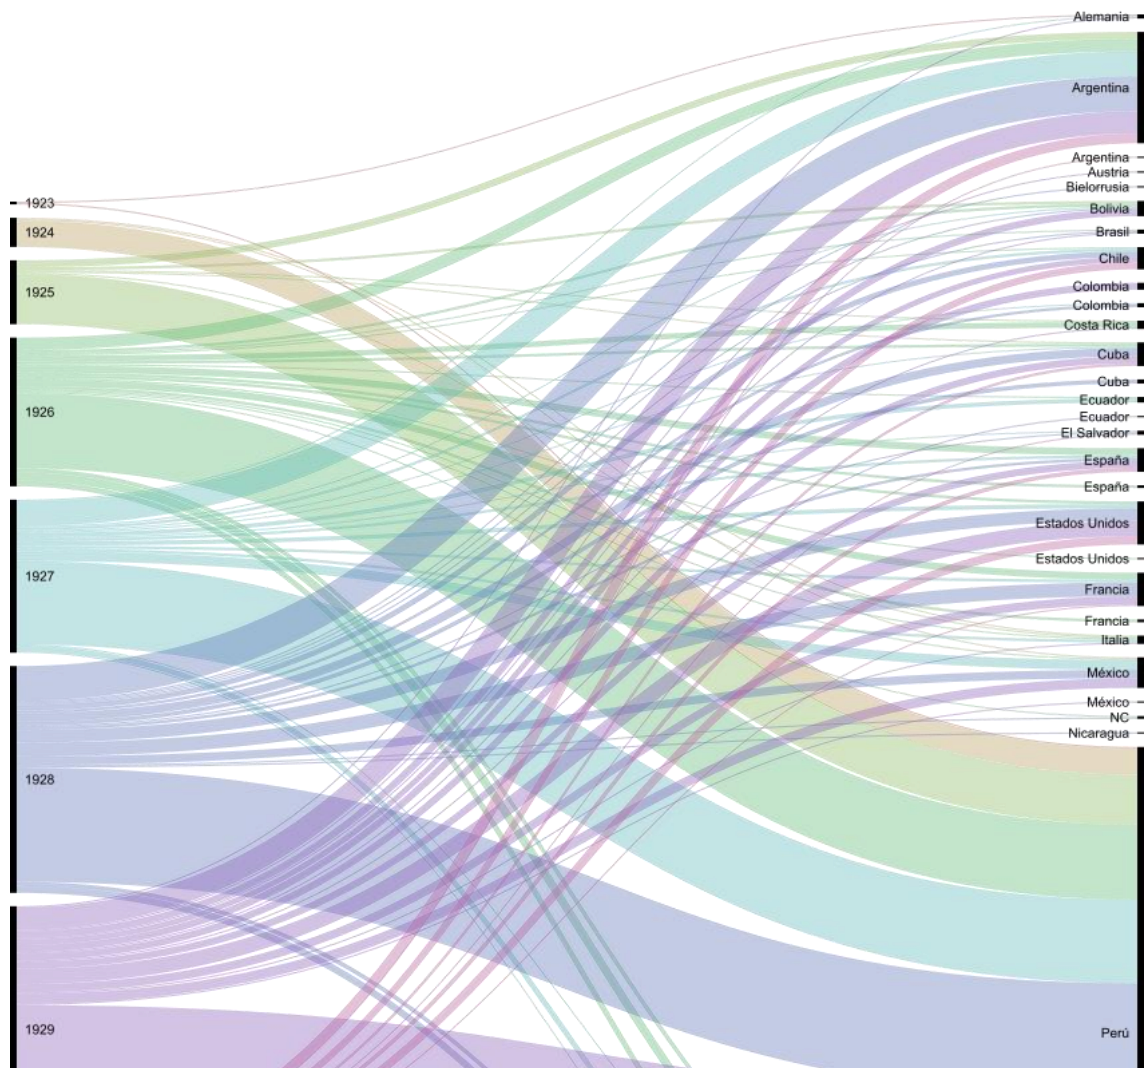 1923
1924
1925
1926
1927
1928
1929
Alemania
Argentina
Argentina
Austria
Bielorrusia
Bolivia
Brasil
Chile
Colombia
Colombia
Costa Rica
Cuba
Cuba
Ecuador
Ecuador
El Salvador
España
España
Estados Unidos
Estados Unidos
Francia
Francia
Italia
México
México
NC
Nicaragua
Perú